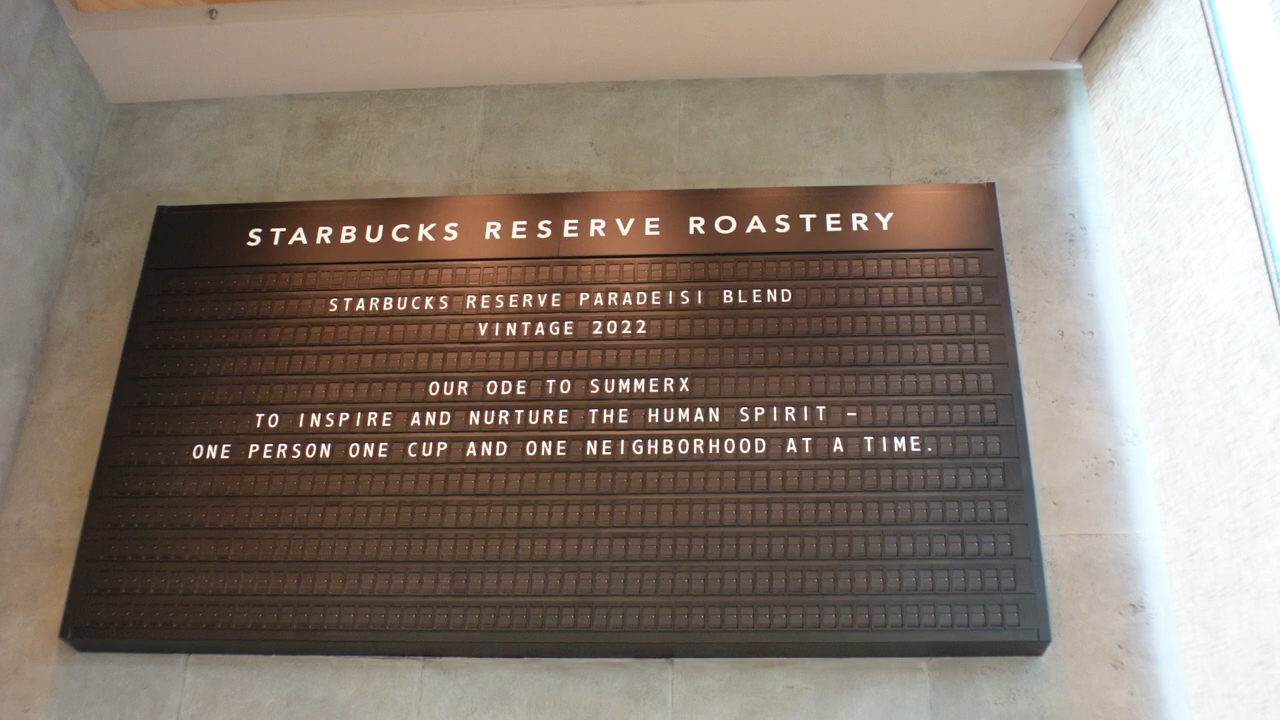 STARBUCKS RESERVE ROASTERY
STARBUCKS RESERVE PARADEISI BLEND
VINTAGE 2022
OUR ODE TO SUMMERX
TO INSPIRE AND NURTURE THE HUMAN SPIRIT –
ONE PERSON ONE CUP AND ONE NEIGHBORHOOD AT A TIME.